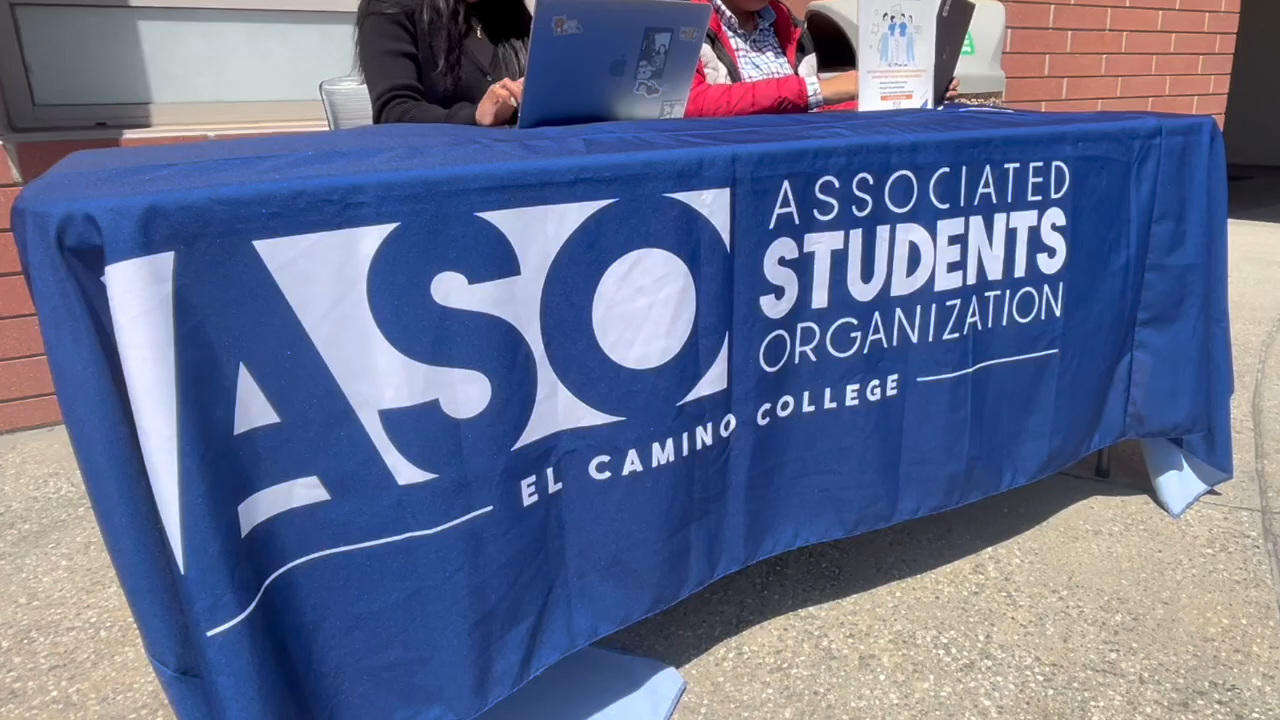 ASO
ASSOCIATED
STUDENTS
ORGANIZATION
EL CAMINO COLLEGE